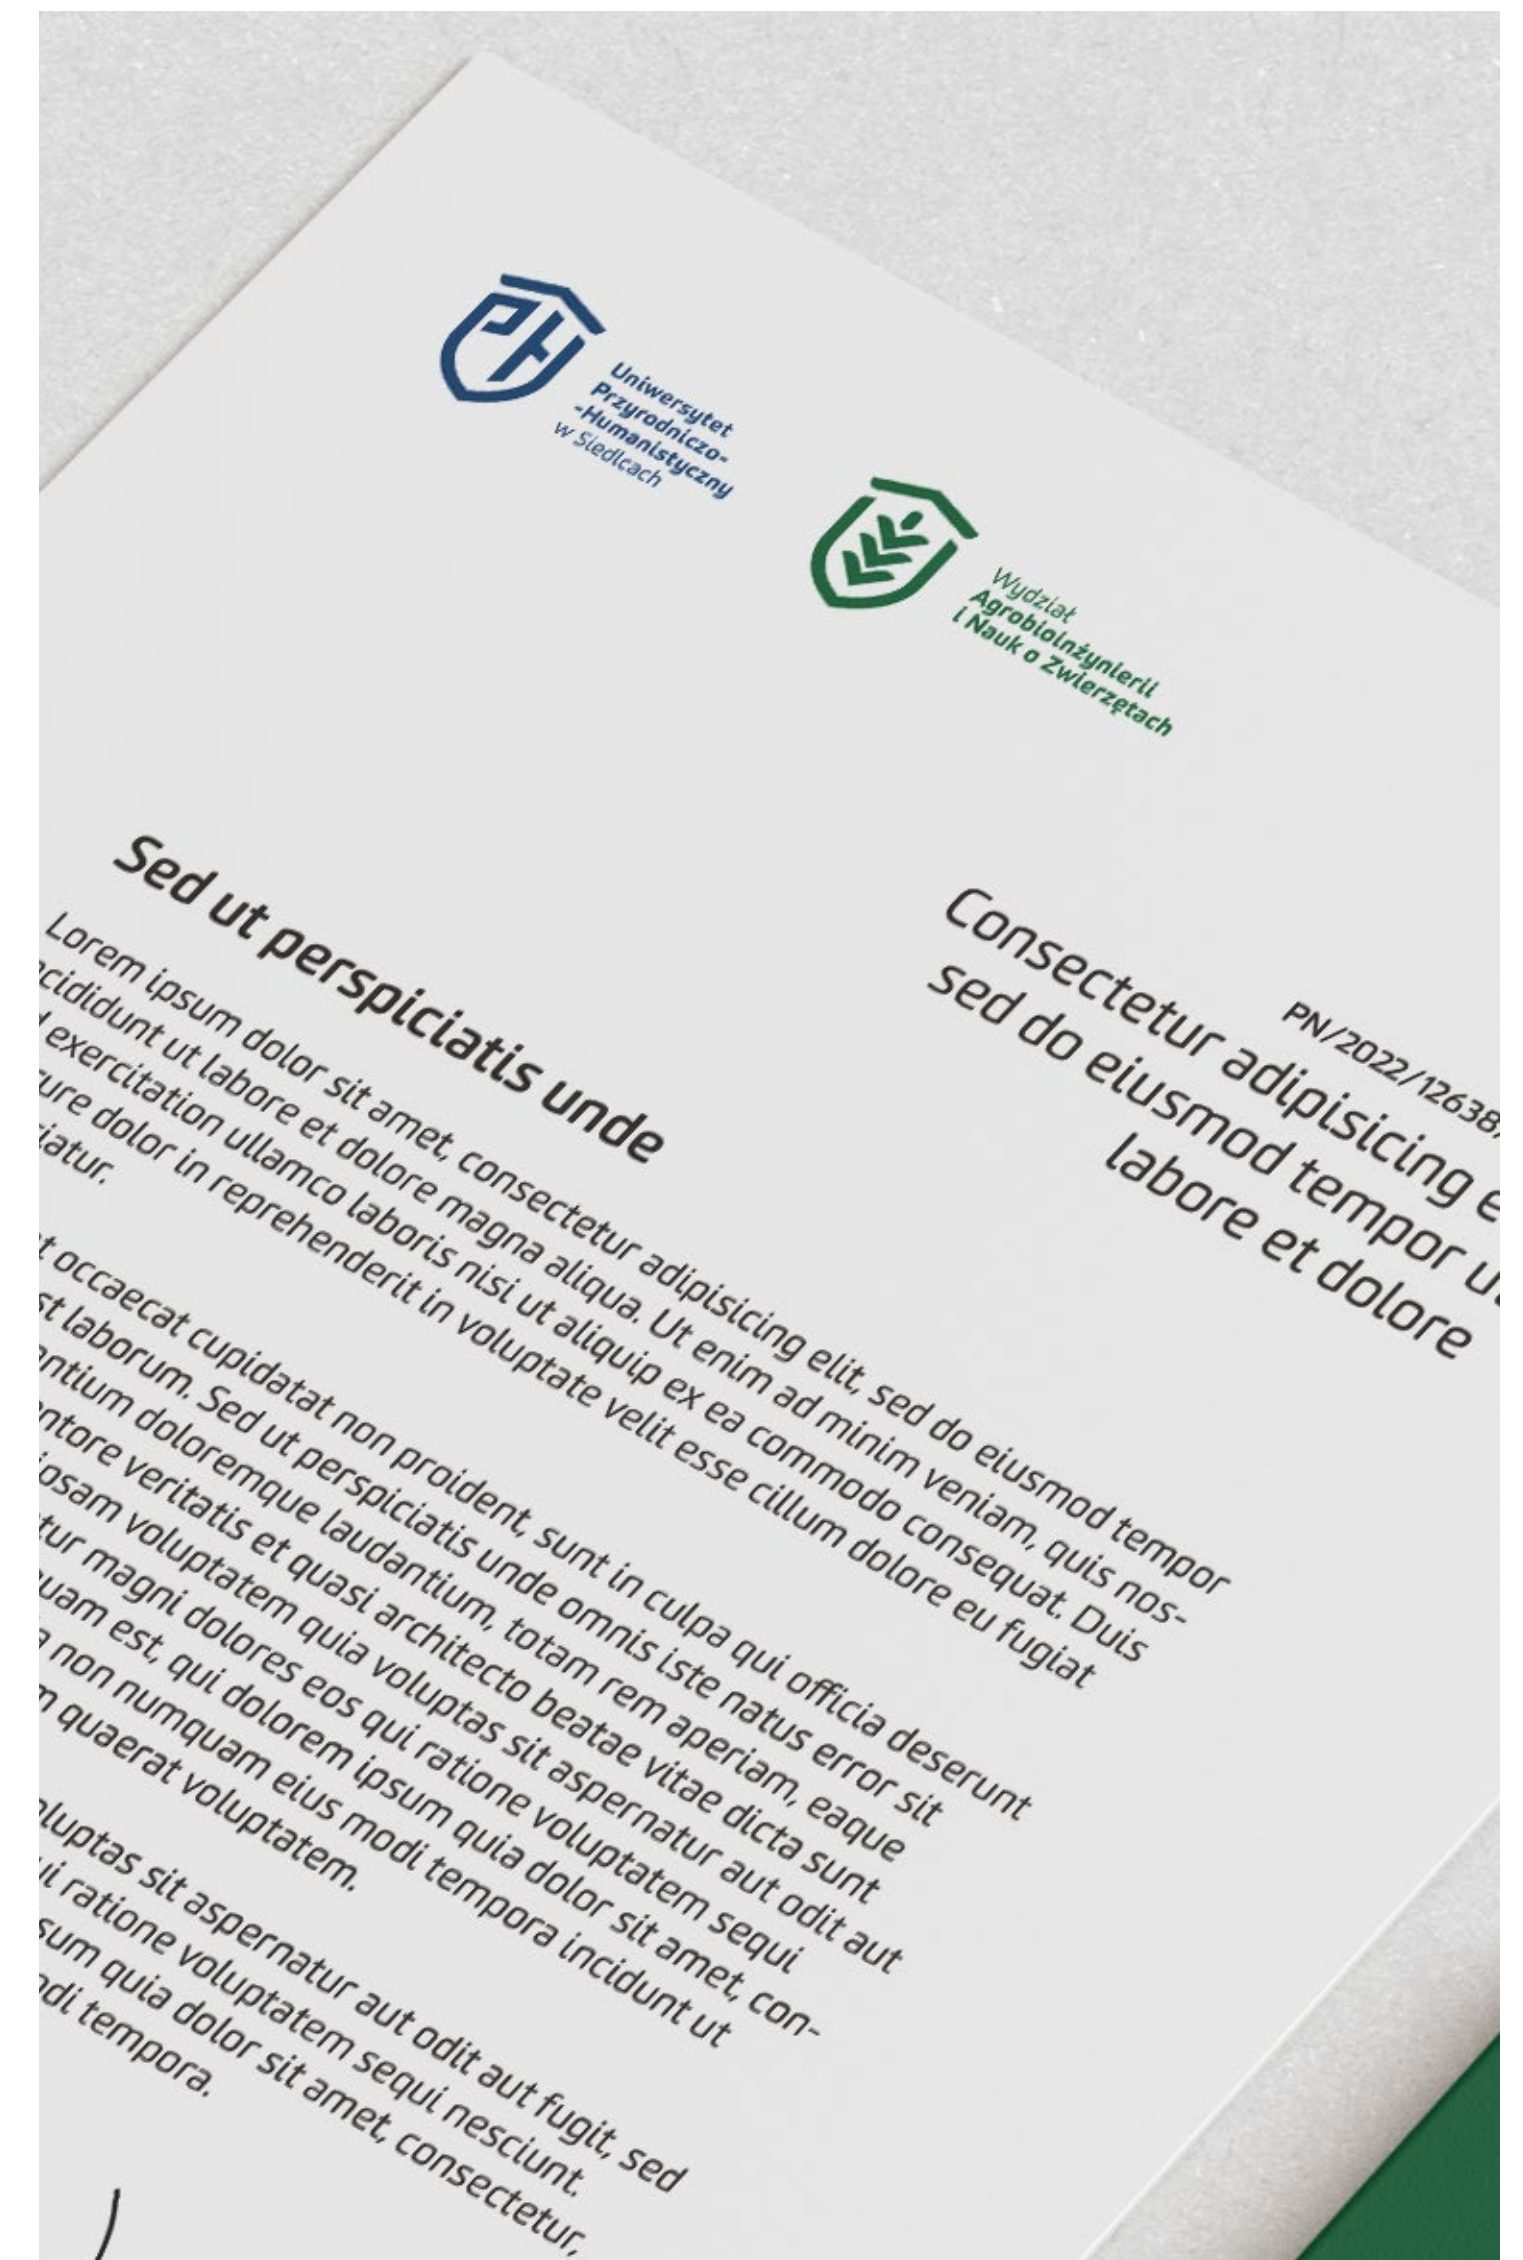 Uniwersytet
Przyrodniczo-
-Humanistyczny
w Siedlcach
Wydział
Agrobioinżynierii
i Nauk o Zwierzętach
PN/2022/12638
Consectetur adipisicing
sed do eiusmod tempor
labore et dolore
Sed ut perspiciatis unde
Lorem ipsum dolor sit amet, consectetur adipisicing elit, sed do eiusmod tempor
ncididunt ut labore et dolore magna aliqua. Ut enim ad minim veniam, quis nos-
exercitation ullamco laboris nisi ut aliquip ex ea commodo consequat. Duis
ure dolor in reprehenderit in voluptate velit esse cillum dolore eu fugiat
iatur.
t occaecat cupidatat non proident, sunt in culpa qui officia deserunt
st laborum. Sed ut perspiciatis unde omnis iste natus error sit
antium doloremque laudantium, totam rem aperiam, eaque
ntore veritatis et quasi architecto beatae vitae dicta sunt
ipsam voluptatem quia voluptas sit aspernatur aut odit aut
tur magni dolores eos qui ratione voluptatem sequi
uam est, qui dolorem ipsum quia dolor sit amet, con-
non numquam eius modi tempora incidunt ut
m quaerat voluptatem.
oluptas sit aspernatur aut odit aut fugit, sed
ui ratione voluptatem sequi nesciunt.
sum quia dolor sit amet, consectetur,
odi tempora.